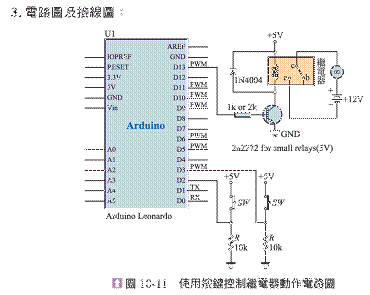 3. 電路圖及接線圖：
U1
AREF
IOPREF
GND
RESET
D13
PWM
3.3V
D12
5V
D11
PWM
GND
D10
PWM
Vin
D9
PWM
D8
Arduino
D7
D6
PWM
A0
D5
PWM
A1
D4
A2
D3
PWM
A3
D2
A4
D1
TX
A5
D0
RX
Arduino Leonardo
+5V
1N4004
繼電器
+12V
1k or 2k
GND
2n2272 for small relays(5V)
+5V
+5V
SW
SW
R
10k
R
10k
圖 10-11 使用按鍵控制繼電器動作電路圖